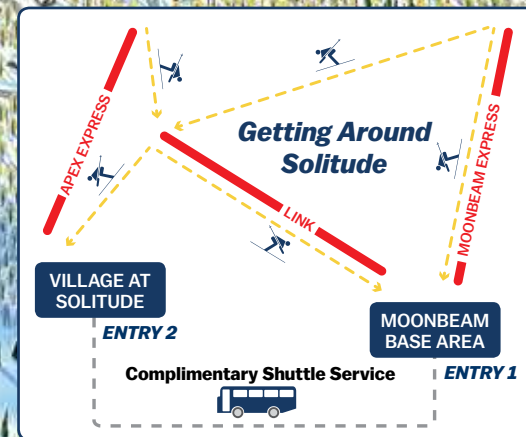 Getting Around
Solitude
APEX EXPRESS
LINK
MOONBEAM EXPRESS
VILLAGE AT
SOLITUDE
ENTRY 2
MOONBEAM
BASE AREA
ENTRY 1
Complimentary Shuttle Service